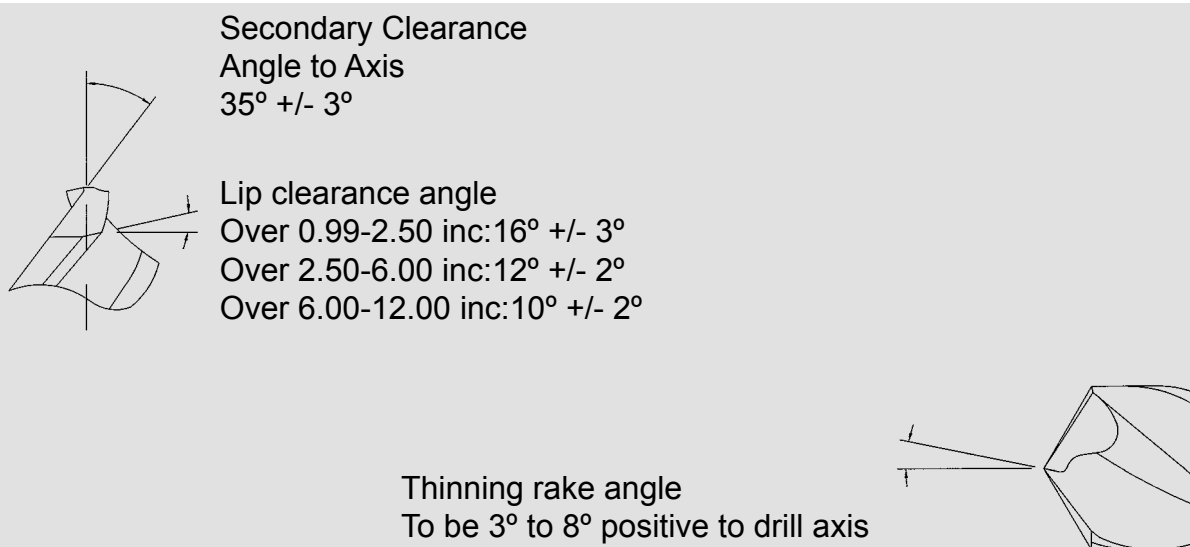 Secondary Clearance
Angle to Axis
35º +/- 3º
Lip clearance angle
Over 0.99-2.50 inc:16º +/- 3º
Over 2.50-6.00 inc:12º +/- 2º
Over 6.00-12.00 inc:10º +/- 2º
Thinning rake angle
To be 3º to 8º positive to drill axis